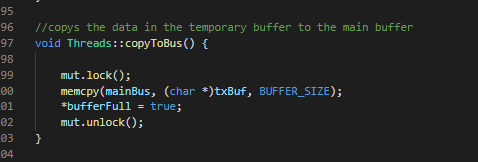 95
96 //copys the data in the temporary buffer to the main buffer
97 void Threads::copyToBus() {
98
99 mut.lock();
00 memcpy(mainBus, (char *)txBuf, BUFFER_SIZE);
01 *bufferFull = true;
02 mut.unlock();
03 }
04